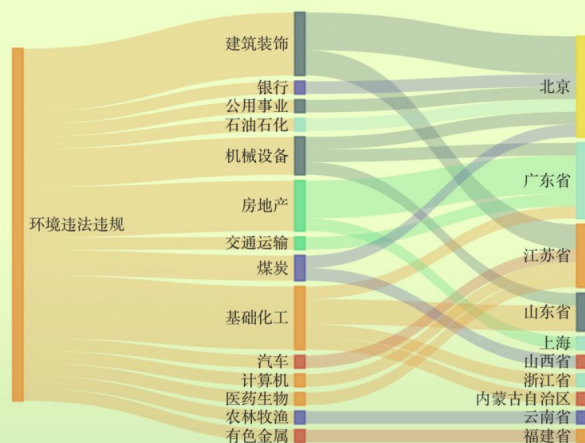 环境违法违规
建筑装饰
银行
公用事业
石油石化
机械设备
房地产
交通运输
煤炭
基础化工
汽车
计算机
医药生物
农林牧渔
有色金属
北京
广东省
江苏省
山东省
上海
山西省
浙江省
内蒙古自治区
云南省
福建省